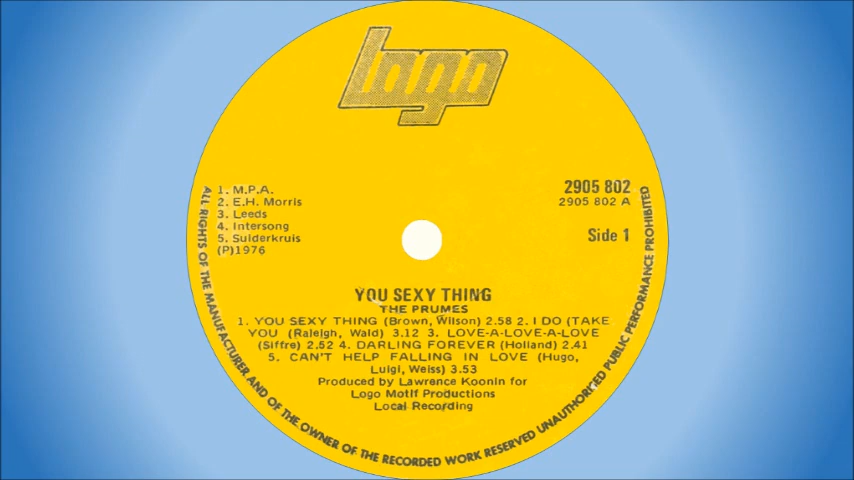 logo
1. M.P.A.
2. E.H. Morris
3. Leeds
4. Intersong
5. Suiderkruis
(P)1976
2905 802
2905 802 A
Side 1
YOU SEXY THING
THE PRUMES
1. YOU SEXY THING (Brown, Wilson) 2.58 2. I DO (TAKE
YOU (Raleigh, Wald) 3.12 3. LOVE-A-LOVE-A-LOVE
(Siffre) 2.52 4. DARLING FOREVER (Holland) 2.41
5. CAN'T HELP FALLING IN LOVE (Hugo,
Luigi, Weiss) 3.53
Produced by Lawrence Koonin for
Logo Motif Productions
Local Recording
ALL RIGHTS OF THE MANUFACTURER AND OF THE OWNER OF THE RECORDED WORK RESERVED UNAUTHORISED PUBLIC PERFORMANCE PROHIBITED